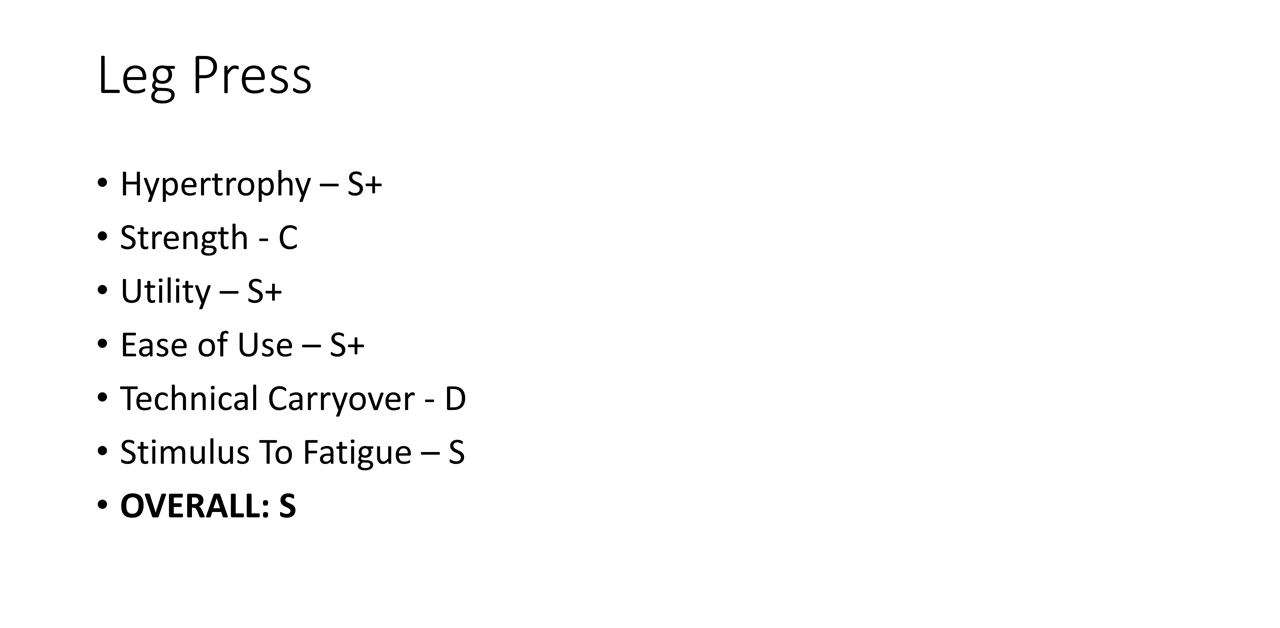 Leg Press
• Hypertrophy – S+
• Strength - C
• Utility – S+
• Ease of Use – S+
• Technical Carryover - D
• Stimulus To Fatigue – S
• OVERALL: S